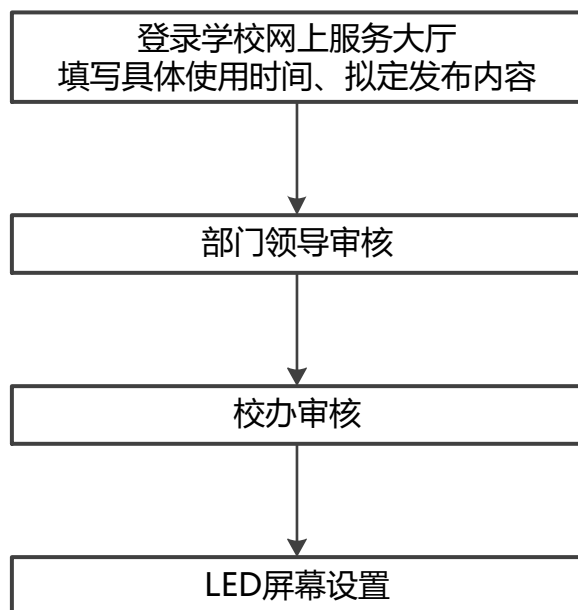 登录学校网上服务大厅
填写具体使用时间、拟定发布内容
部门领导审核
校办审核
LED屏幕设置